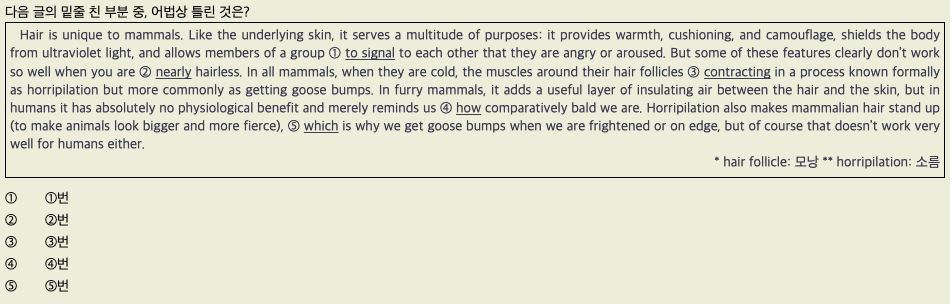 다음 글의 밑줄 친 부분 중, 어법상 틀린 것은?
Hair is unique to mammals. Like the underlying skin, it serves a multitude of purposes: it provides warmth, cushioning, and camouflage, shields the body
from ultraviolet light, and allows members of a group ① to signal to each other that they are angry or aroused. But some of these features clearly don't work
so well when you are ② nearly hairless. In all mammals, when they are cold, the muscles around their hair follicles ③ contracting in a process known formally
as horripilation but more commonly as getting goose bumps. In furry mammals, it adds a useful layer of insulating air between the hair and the skin, but in
humans it has absolutely no physiological benefit and merely reminds us ④ how comparatively bald we are. Horripilation also makes mammalian hair stand up
(to make animals look bigger and more fierce), ⑤ which is why we get goose bumps when we are frightened or on edge, but of course that doesn't work very
well for humans either.
* hair follicle: 모낭 ** horripilation: 소름
① ①번
② ②번
③ ③번
④ ④번
⑤ ⑤번